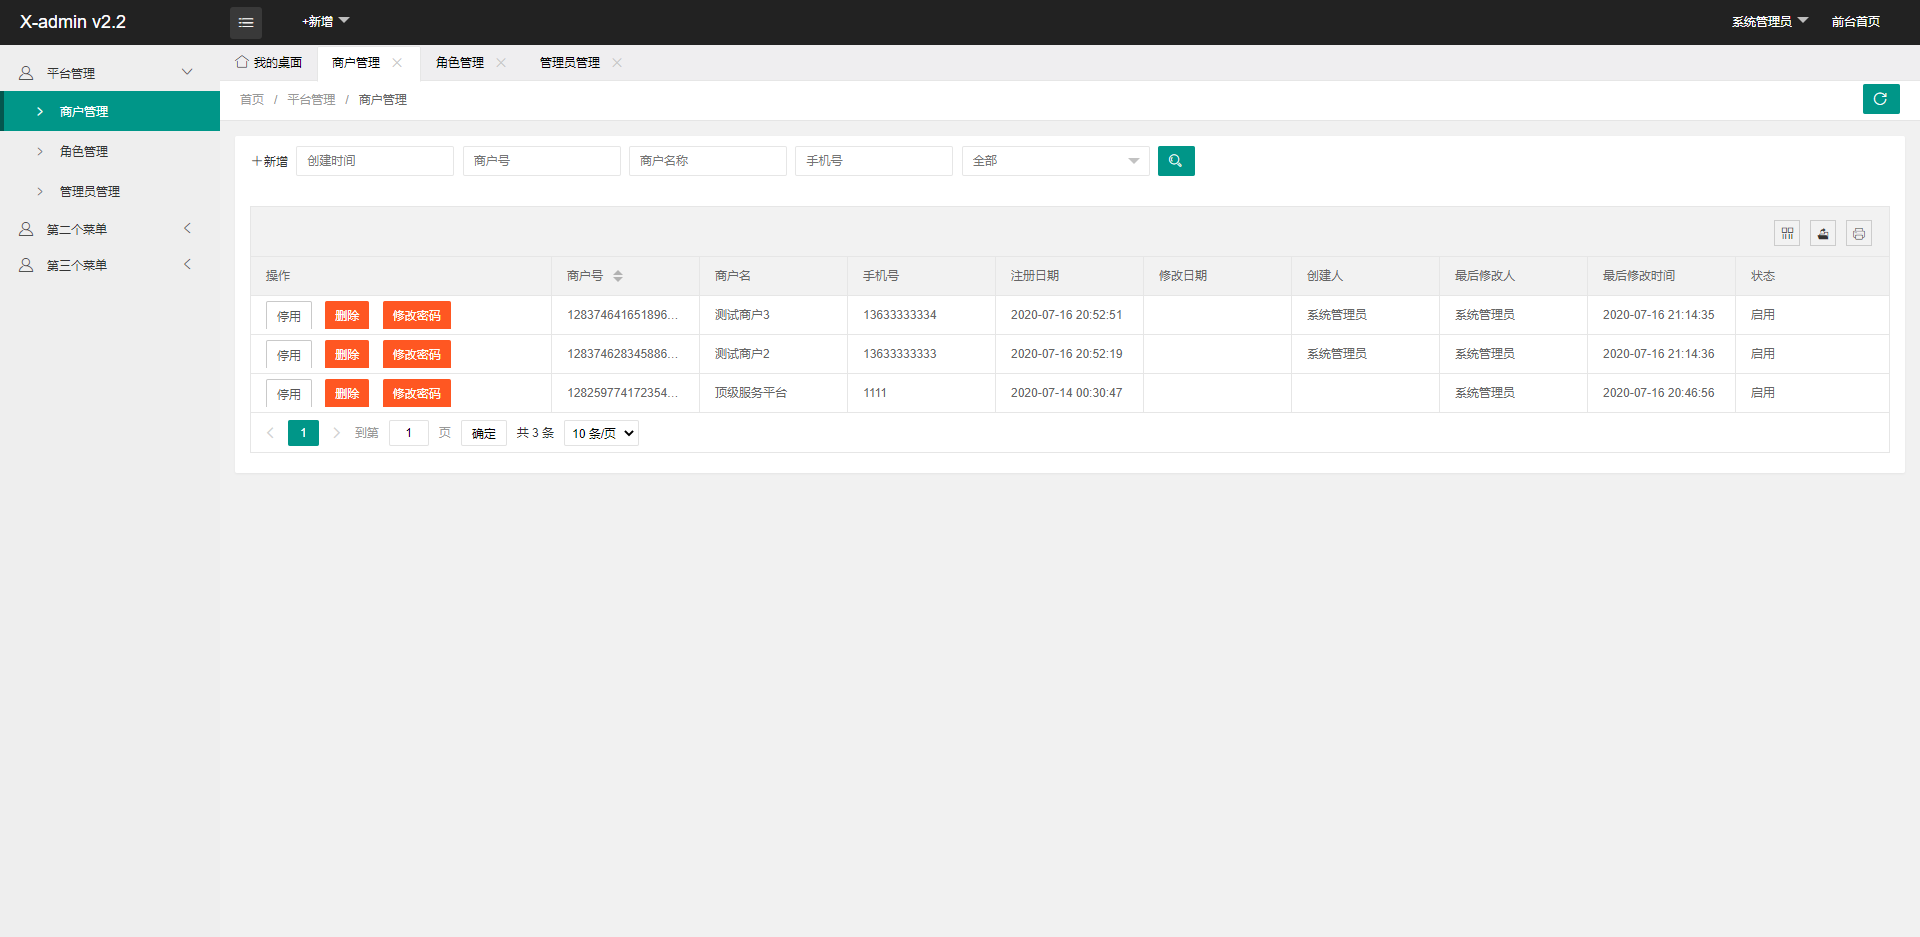 X-admin v2.2
+新增
系统管理员
前台首页
平台管理
商户管理
角色管理
管理员管理
第二个菜单
第三个菜单
我的桌面
商户管理
角色管理
管理员管理
首页 / 平台管理 / 商户管理
+新增 创建时间 商户号 商户名称 手机号 全部
操作 商户号 商户名 手机号 注册日期 修改日期 创建人 最后修改人 最后修改时间 状态
停用 删除 修改密码 128374641651896... 测试商户3 13633333334 2020-07-16 20:52:51 系统管理员 系统管理员 2020-07-16 21:14:35 启用
停用 删除 修改密码 128374628345886... 测试商户2 13633333333 2020-07-16 20:52:19 系统管理员 系统管理员 2020-07-16 21:14:36 启用
停用 删除 修改密码 128259774172354... 顶级服务平台 1111 2020-07-14 00:30:47 系统管理员 2020-07-16 20:46:56 启用
1 到第 1 页 确定 共 3 条 10 条/页